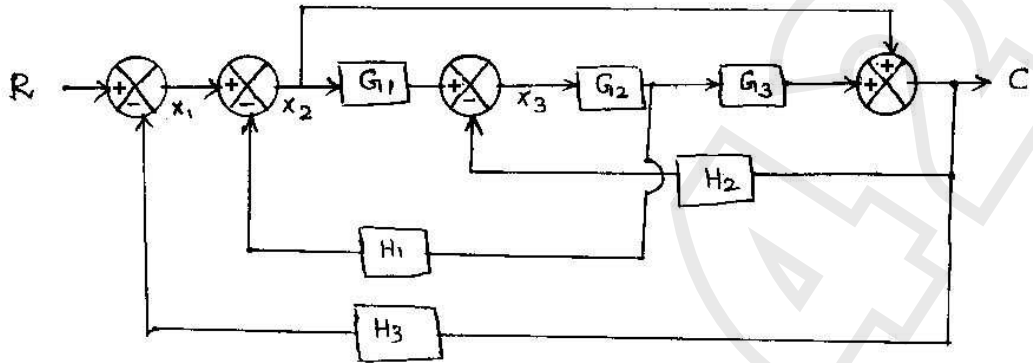 R
+
−
x₁
+
−
x₂
G₁
+
−
x₃
G₂
G₃
+
+
C
H₂
H₁
H₃